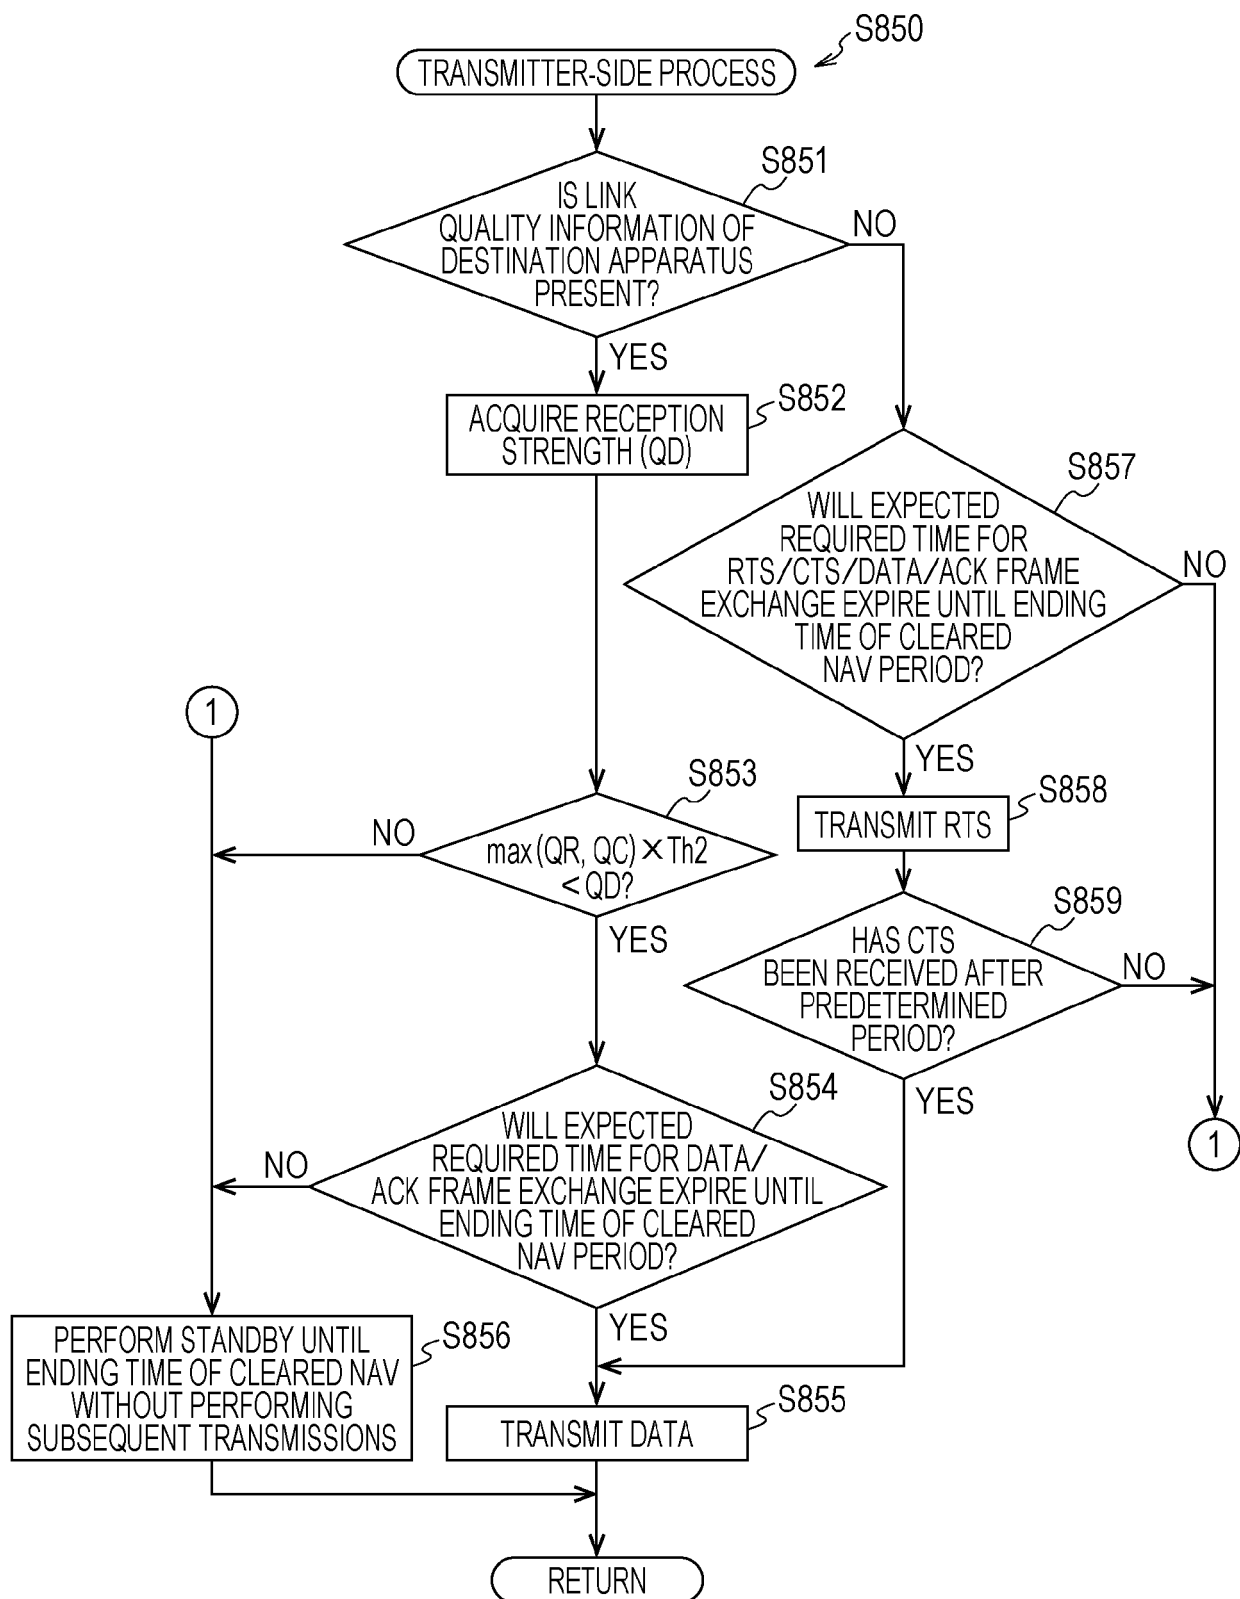 S850
TRANSMITTER-SIDE PROCESS
S851
IS LINK
QUALITY INFORMATION OF
DESTINATION APPARATUS
PRESENT?
NO
YES
S852
ACQUIRE RECEPTION
STRENGTH (QD)
S857
WILL EXPECTED
REQUIRED TIME FOR
RTS/CTS/DATA/ACK FRAME
EXCHANGE EXPIRE UNTIL ENDING
TIME OF CLEARED
NAV PERIOD?
NO
YES
1
S853
max(QR, QC) × Th2
< QD?
NO
YES
S858
TRANSMIT RTS
S859
HAS CTS
BEEN RECEIVED AFTER
PREDETERMINED
PERIOD?
NO
YES
1
S854
WILL EXPECTED
REQUIRED TIME FOR DATA/
ACK FRAME EXCHANGE EXPIRE UNTIL
ENDING TIME OF CLEARED
NAV PERIOD?
NO
YES
S856
PERFORM STANDBY UNTIL
ENDING TIME OF CLEARED NAV
WITHOUT PERFORMING
SUBSEQUENT TRANSMISSIONS
S855
TRANSMIT DATA
RETURN